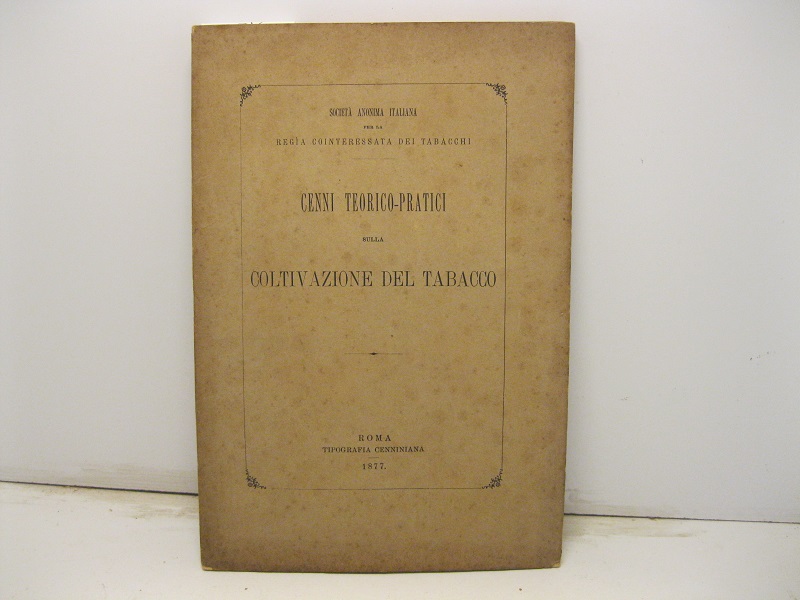 SOCIETÀ ANONIMA ITALIANA
PER LA
REGÌA COINTERESSATA DEI TABACCHI
CENNI TEORICO-PRATICI
SULLA
COLTIVAZIONE DEL TABACCO
ROMA
TIPOGRAFIA CENNINIANA
1877.